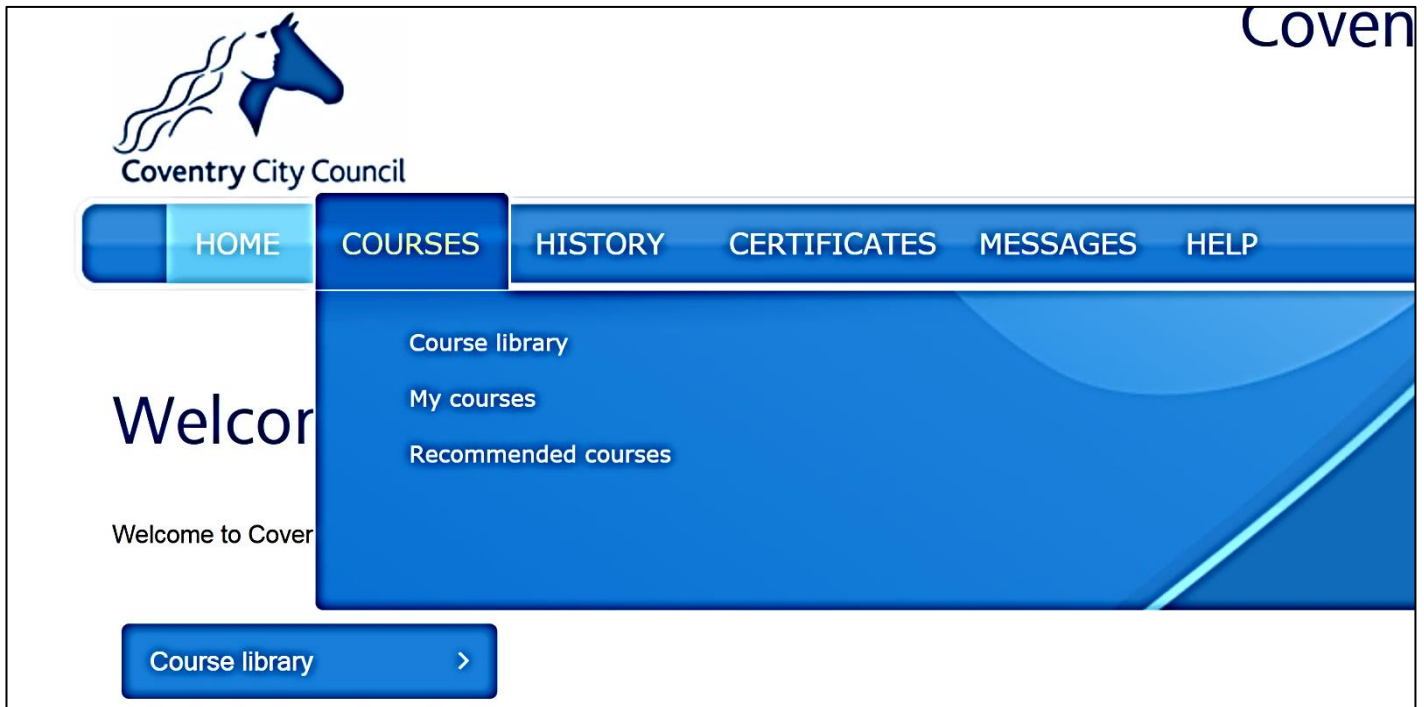 Coven
Coventry City Council
HOME COURSES HISTORY CERTIFICATES MESSAGES HELP
Course library
My courses
Welcor
Recommended courses
Welcome to Cover
Course library